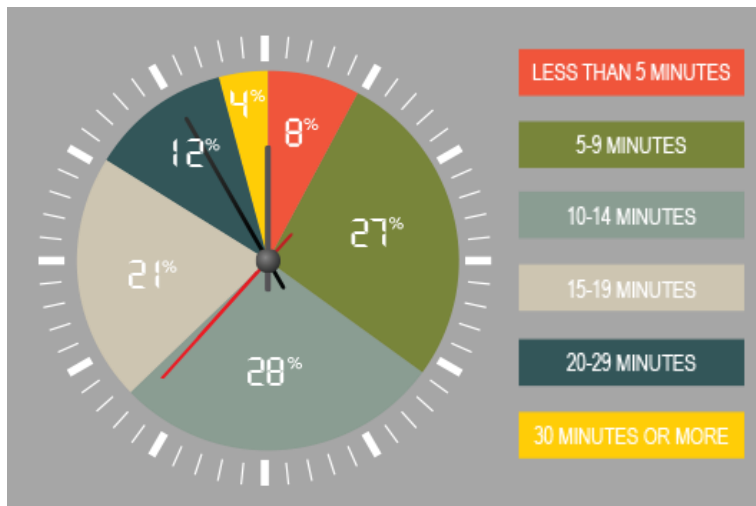 4%
8%
12%
27%
21%
28%
LESS THAN 5 MINUTES
5-9 MINUTES
10-14 MINUTES
15-19 MINUTES
20-29 MINUTES
30 MINUTES OR MORE